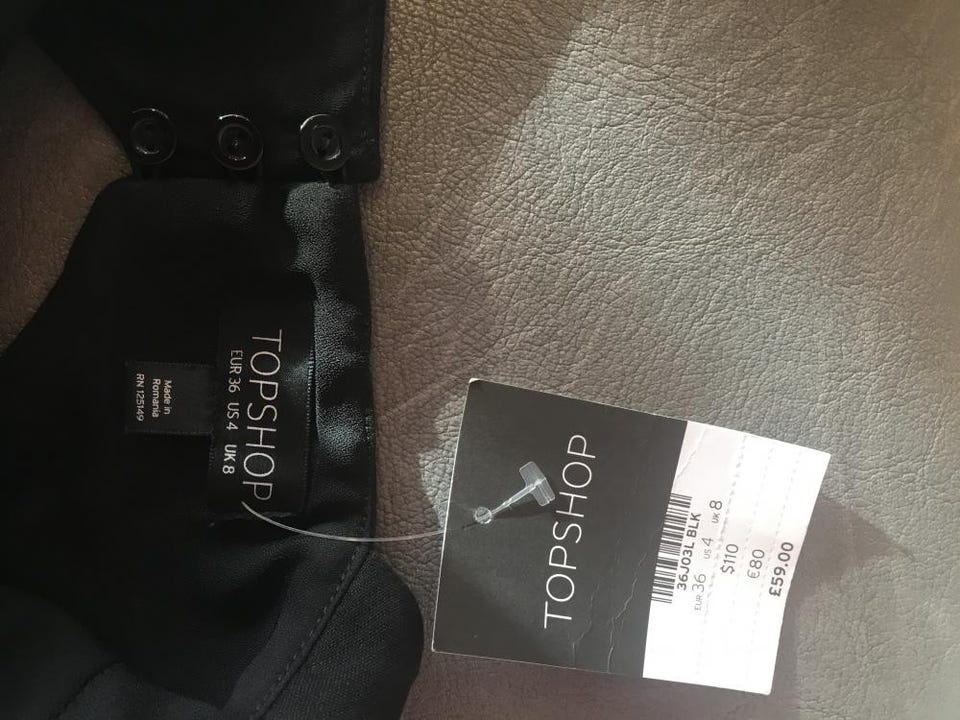 TOPSHOP
EUR 36 US 4 UK 8
Made in
Romania
RN 125149
TOPSHOP
36J03L BLK
EUR 36 US 4 UK 8
$110
€80
£59.00